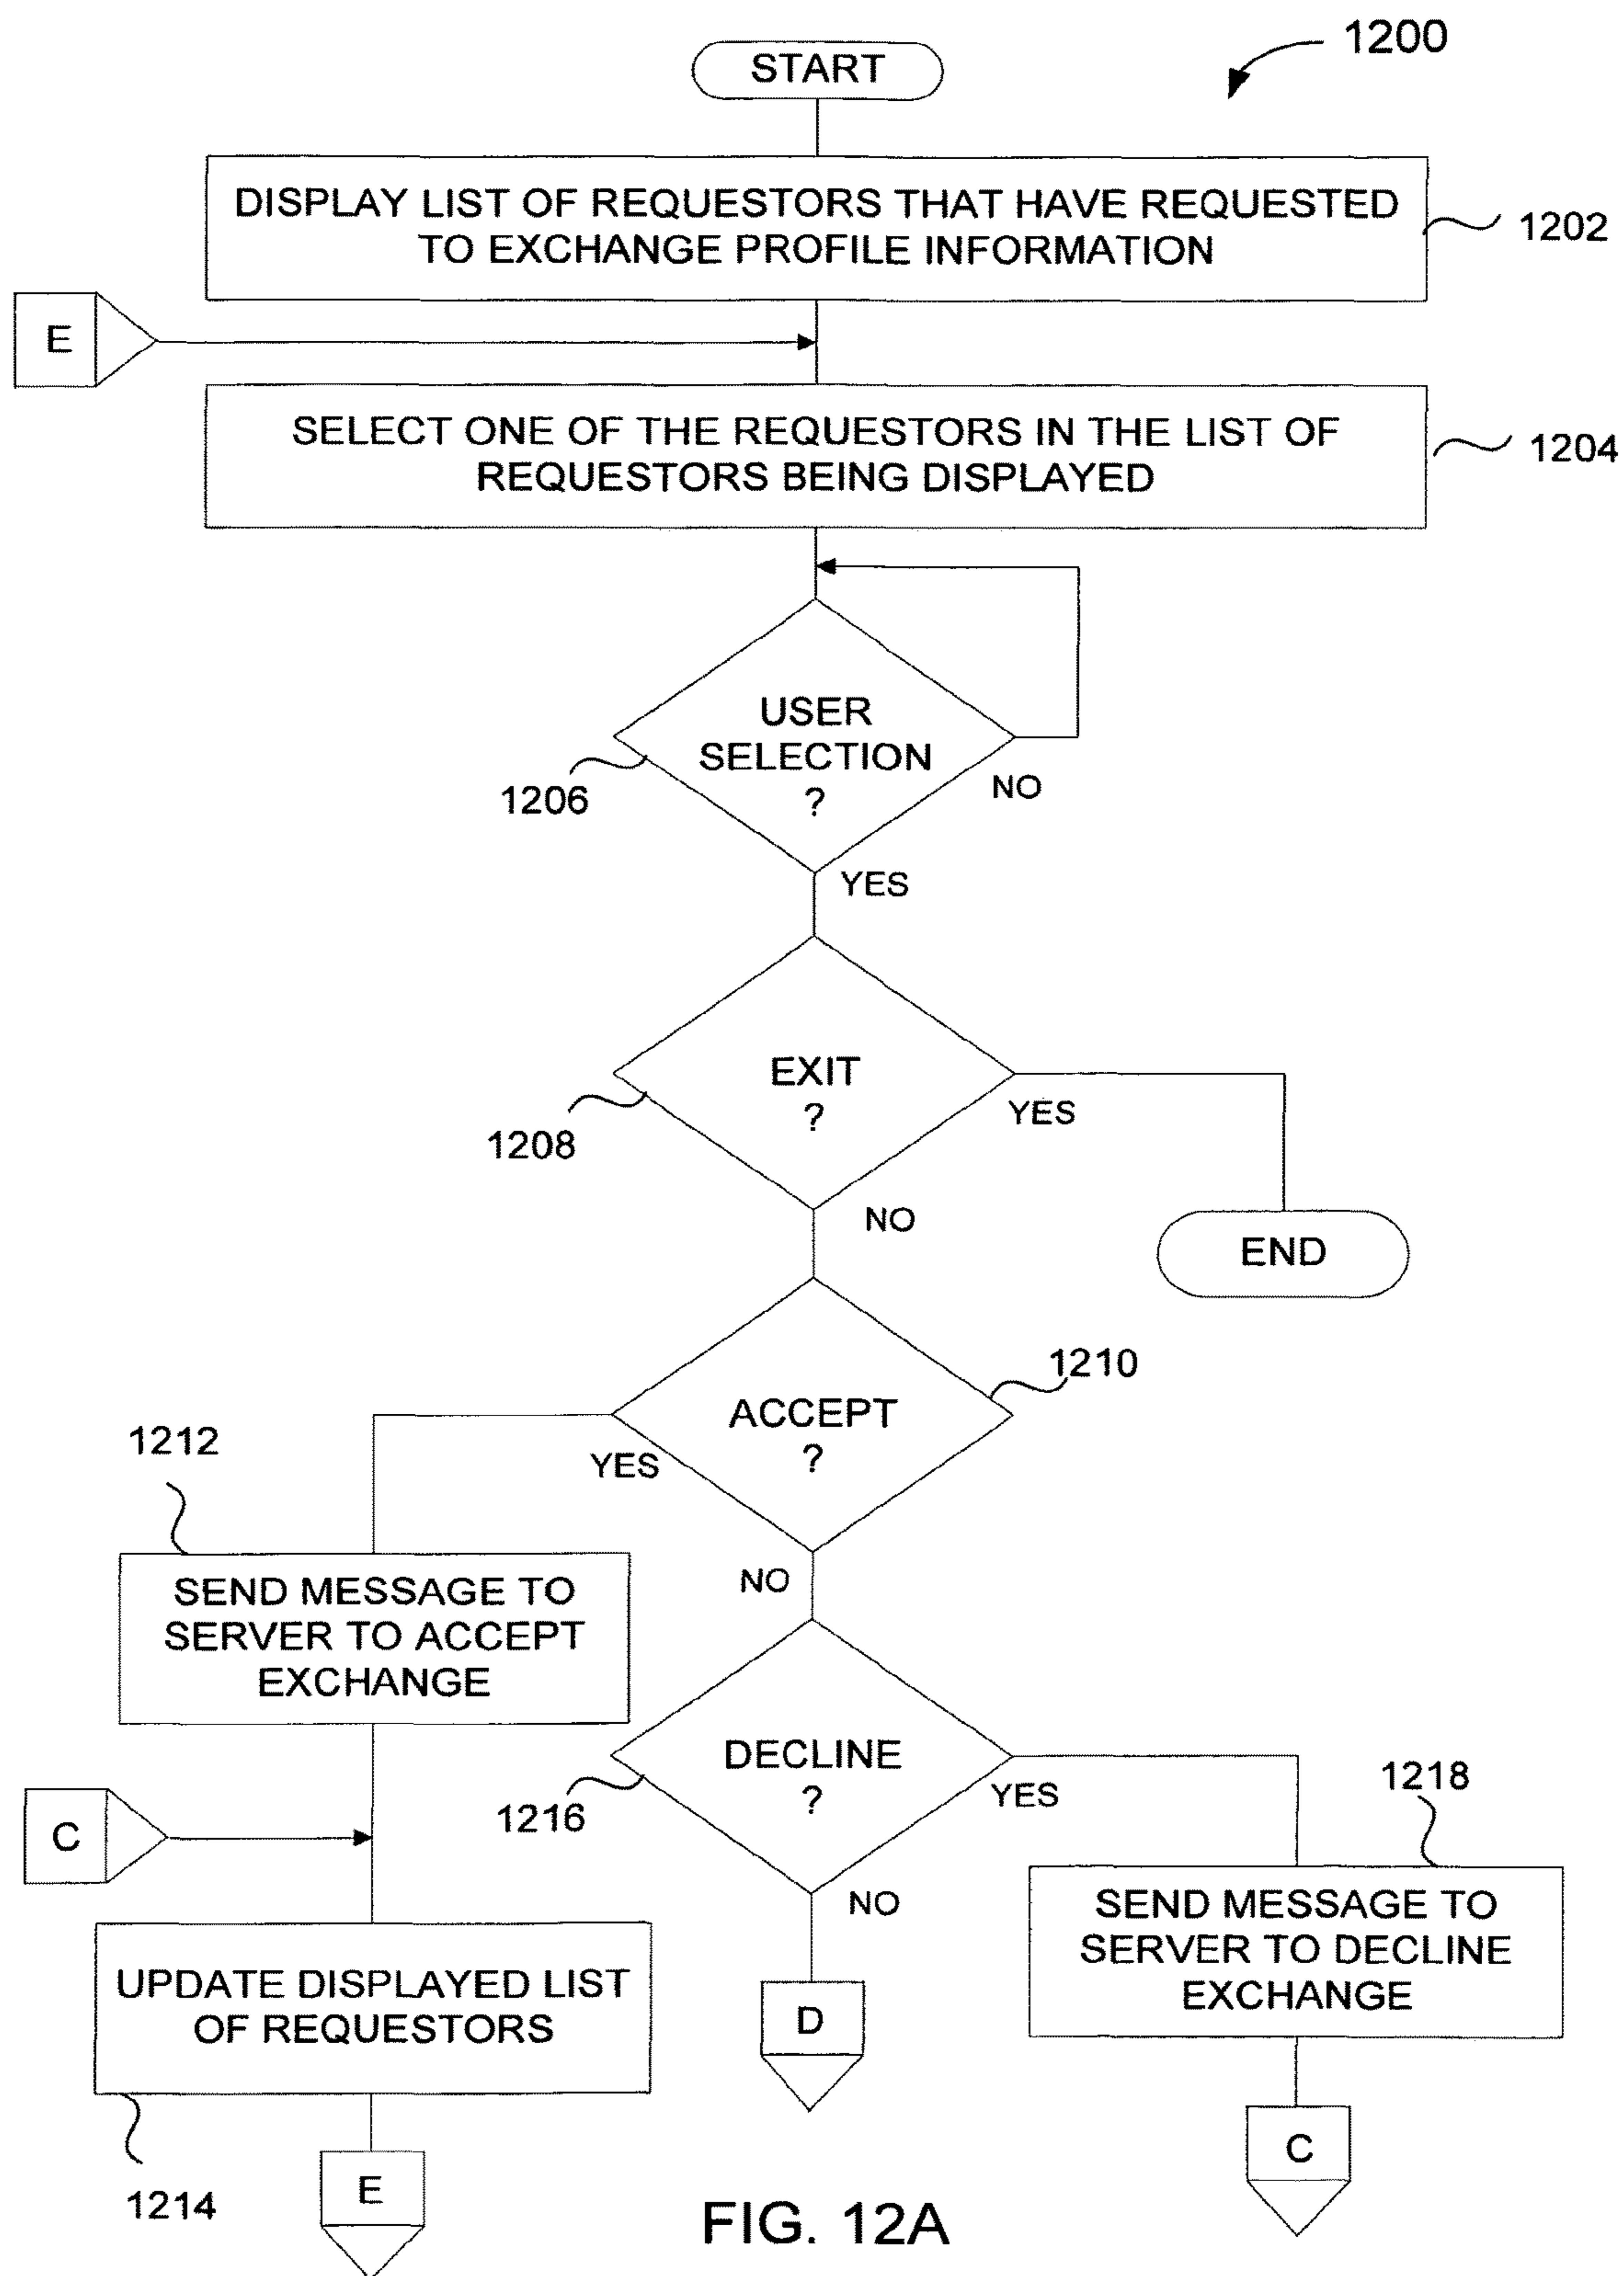 1200
START
DISPLAY LIST OF REQUESTORS THAT HAVE REQUESTED
TO EXCHANGE PROFILE INFORMATION
1202
E
SELECT ONE OF THE REQUESTORS IN THE LIST OF
REQUESTORS BEING DISPLAYED
1204
USER
SELECTION
?
1206
NO
YES
EXIT
?
1208
YES
NO
END
ACCEPT
?
1210
YES
NO
1212
SEND MESSAGE TO
SERVER TO ACCEPT
EXCHANGE
DECLINE
?
1216
YES
NO
1218
SEND MESSAGE TO
SERVER TO DECLINE
EXCHANGE
C
UPDATE DISPLAYED LIST
OF REQUESTORS
1214
D
C
E
FIG. 12A